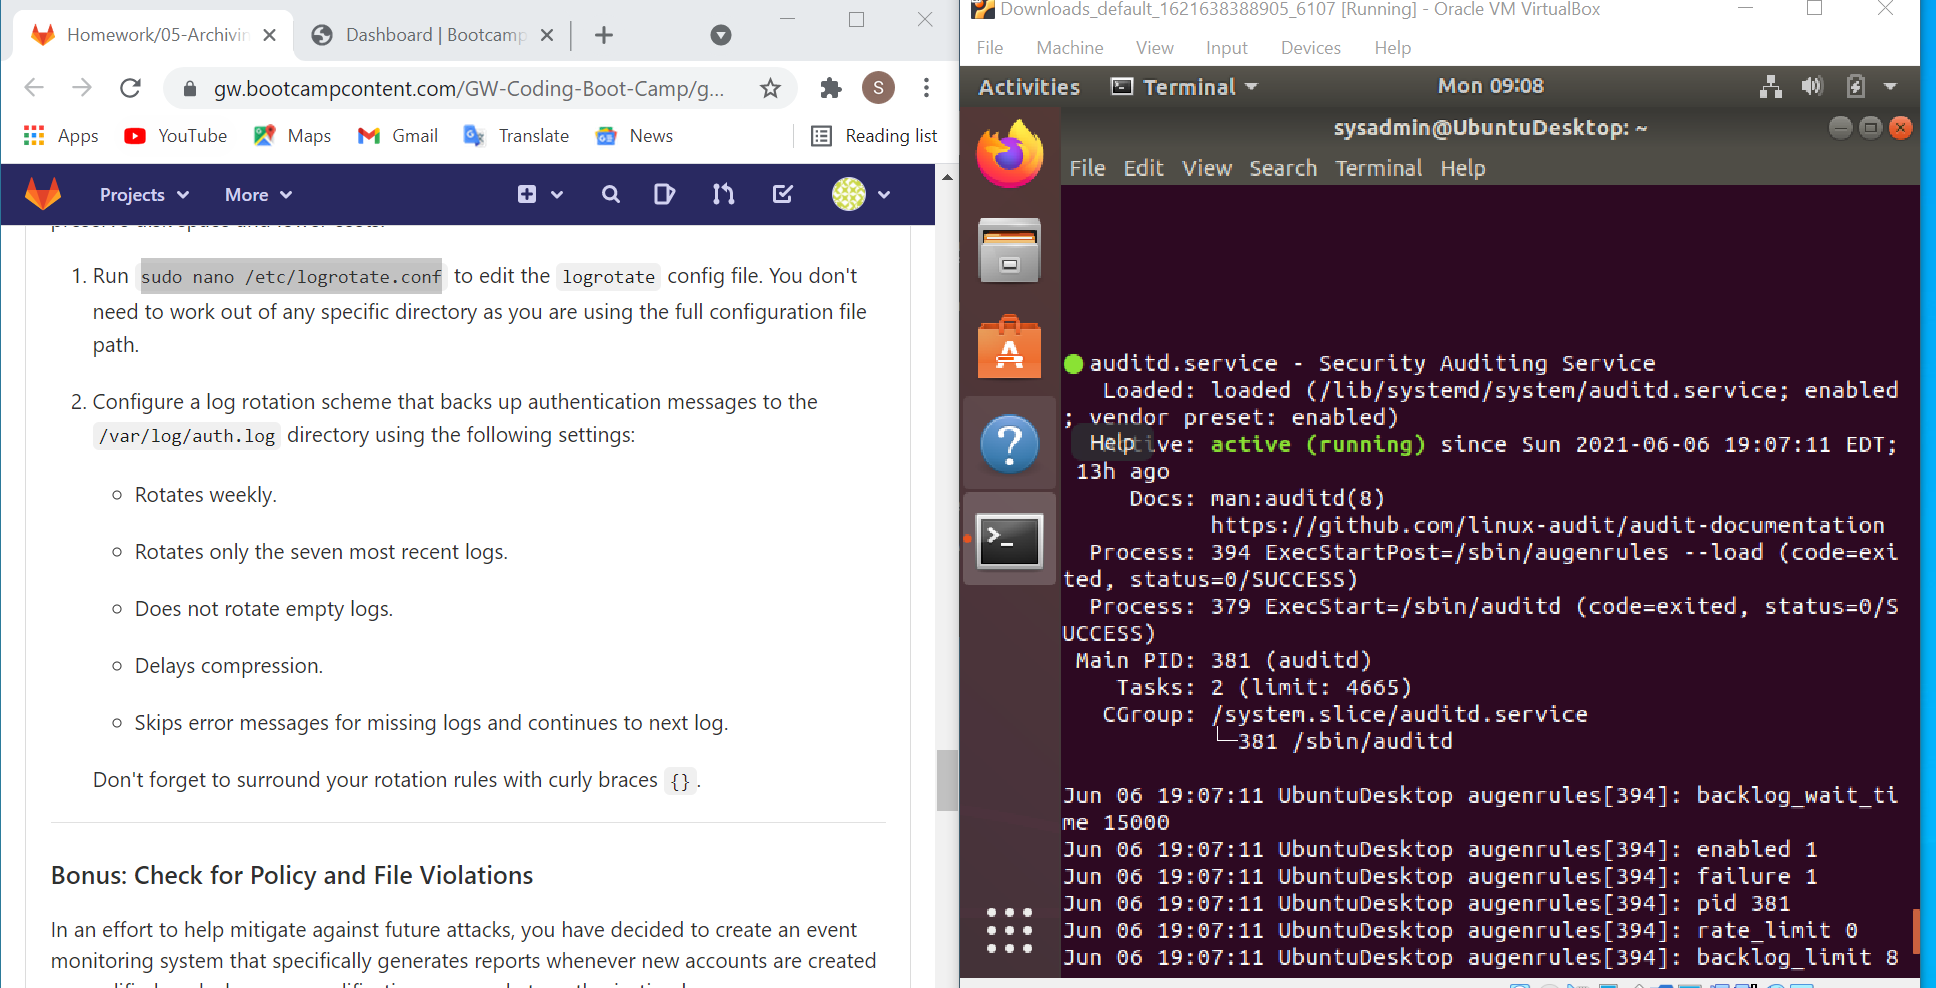 Homework/05-Archivin
Dashboard | Bootcamp
gw.bootcampcontent.com/GW-Coding-Boot-Camp/g...
S
Apps
YouTube
Maps
Gmail
Translate
News
Reading list
Projects
More
preserve disk space and lower costs.
1. Run sudo nano /etc/logrotate.conf to edit the logrotate config file. You don't
need to work out of any specific directory as you are using the full configuration file
path.
2. Configure a log rotation scheme that backs up authentication messages to the
/var/log/auth.log directory using the following settings:
Rotates weekly.
Rotates only the seven most recent logs.
Does not rotate empty logs.
Delays compression.
Skips error messages for missing logs and continues to next log.
Don't forget to surround your rotation rules with curly braces {}.
Bonus: Check for Policy and File Violations
In an effort to help mitigate against future attacks, you have decided to create an event
monitoring system that specifically generates reports whenever new accounts are created
Downloads_default_1621638388905_6107 [Running] - Oracle VM VirtualBox
File Machine View Input Devices Help
Activities
Terminal
Mon 09:08
sysadmin@UbuntuDesktop: ~
File Edit View Search Terminal Help
auditd.service - Security Auditing Service
Loaded: loaded (/lib/systemd/system/auditd.service; enabled
; vendor preset: enabled)
Help
ive: active (running) since Sun 2021-06-06 19:07:11 EDT;
13h ago
Docs: man:auditd(8)
https://github.com/linux-audit/audit-documentation
Process: 394 ExecStartPost=/sbin/augenrules --load (code=exi
ted, status=0/SUCCESS)
Process: 379 ExecStart=/sbin/auditd (code=exited, status=0/S
UCCESS)
Main PID: 381 (auditd)
Tasks: 2 (limit: 4665)
CGroup: /system.slice/auditd.service
└─381 /sbin/auditd
Jun 06 19:07:11 UbuntuDesktop augenrules[394]: backlog_wait_ti
me 15000
Jun 06 19:07:11 UbuntuDesktop augenrules[394]: enabled 1
Jun 06 19:07:11 UbuntuDesktop augenrules[394]: failure 1
Jun 06 19:07:11 UbuntuDesktop augenrules[394]: pid 381
Jun 06 19:07:11 UbuntuDesktop augenrules[394]: rate_limit 0
Jun 06 19:07:11 UbuntuDesktop augenrules[394]: backlog_limit 8